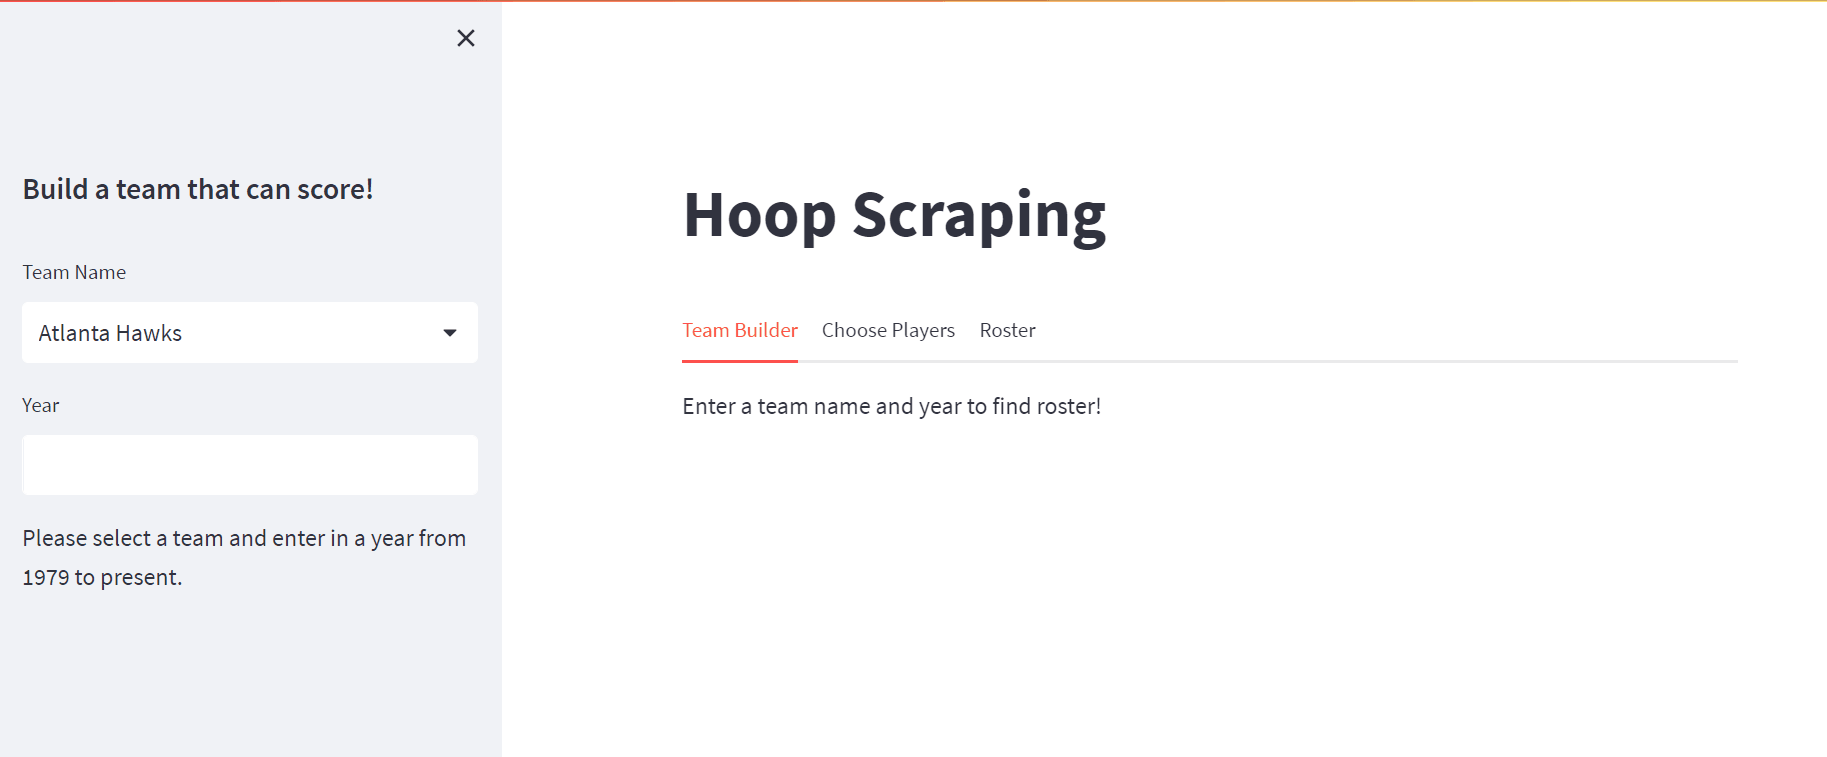 Build a team that can score!
Team Name
Atlanta Hawks
Year
Please select a team and enter in a year from
1979 to present.
Hoop Scraping
Team Builder Choose Players Roster
Enter a team name and year to find roster!